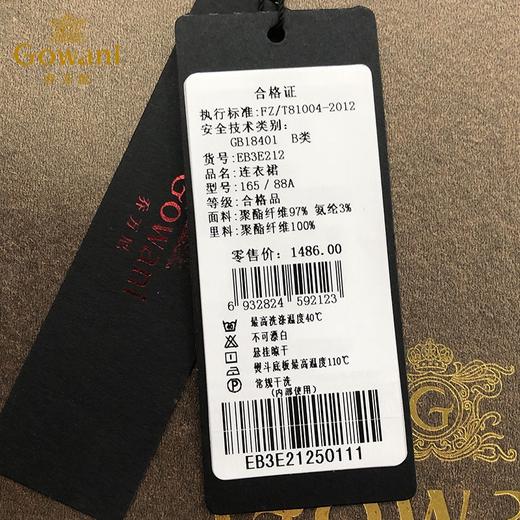 Gowani
乔万尼
合格证
执行标准:FZ/T81004-2012
安全技术类别:
GB18401 B类
货号:EB3E212
品名:连衣裙
型号:165/88A
等级:合格品
面料:聚酯纤维97% 氨纶3%
里料:聚酯纤维100%
零售价: 1486.00
6 932824 592123
最高洗涤温度40℃
不可漂白
悬挂晾干
熨斗底板最高温度110℃
常规干洗
(内部使用)
EB3E21250111
Gowani
乔万尼
G